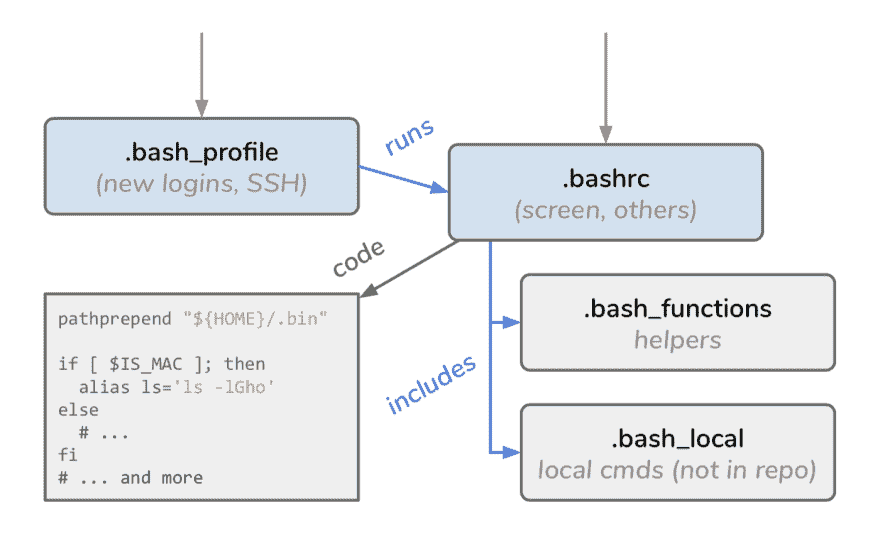 .bash_profile
(new logins, SSH)
runs
.bashrc
(screen, others)
code
pathprepend "${HOME}/.bin"
if [ $IS_MAC ]; then
  alias ls='ls -lGho'
else
  # ...
fi
# ... and more
includes
.bash_functions
helpers
.bash_local
local cmds (not in repo)